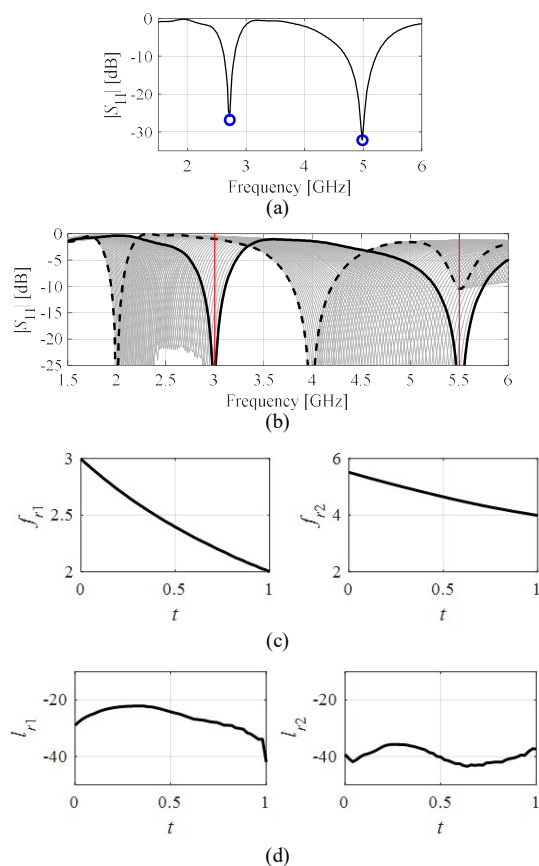 0
-10
-20
-30
|S11| [dB]
2 3 4 5 6
Frequency [GHz]
(a)
0
-5
-10
-15
-20
-25
|S11| [dB]
1.5 2 2.5 3 3.5 4 4.5 5 5.5 6
Frequency [GHz]
(b)
3
2.5
2
fr1
0 0.5 1
t
6
4
2
fr2
0 0.5 1
t
(c)
-20
-40
lr1
0 0.5 1
t
-20
-40
lr2
0 0.5 1
t
(d)